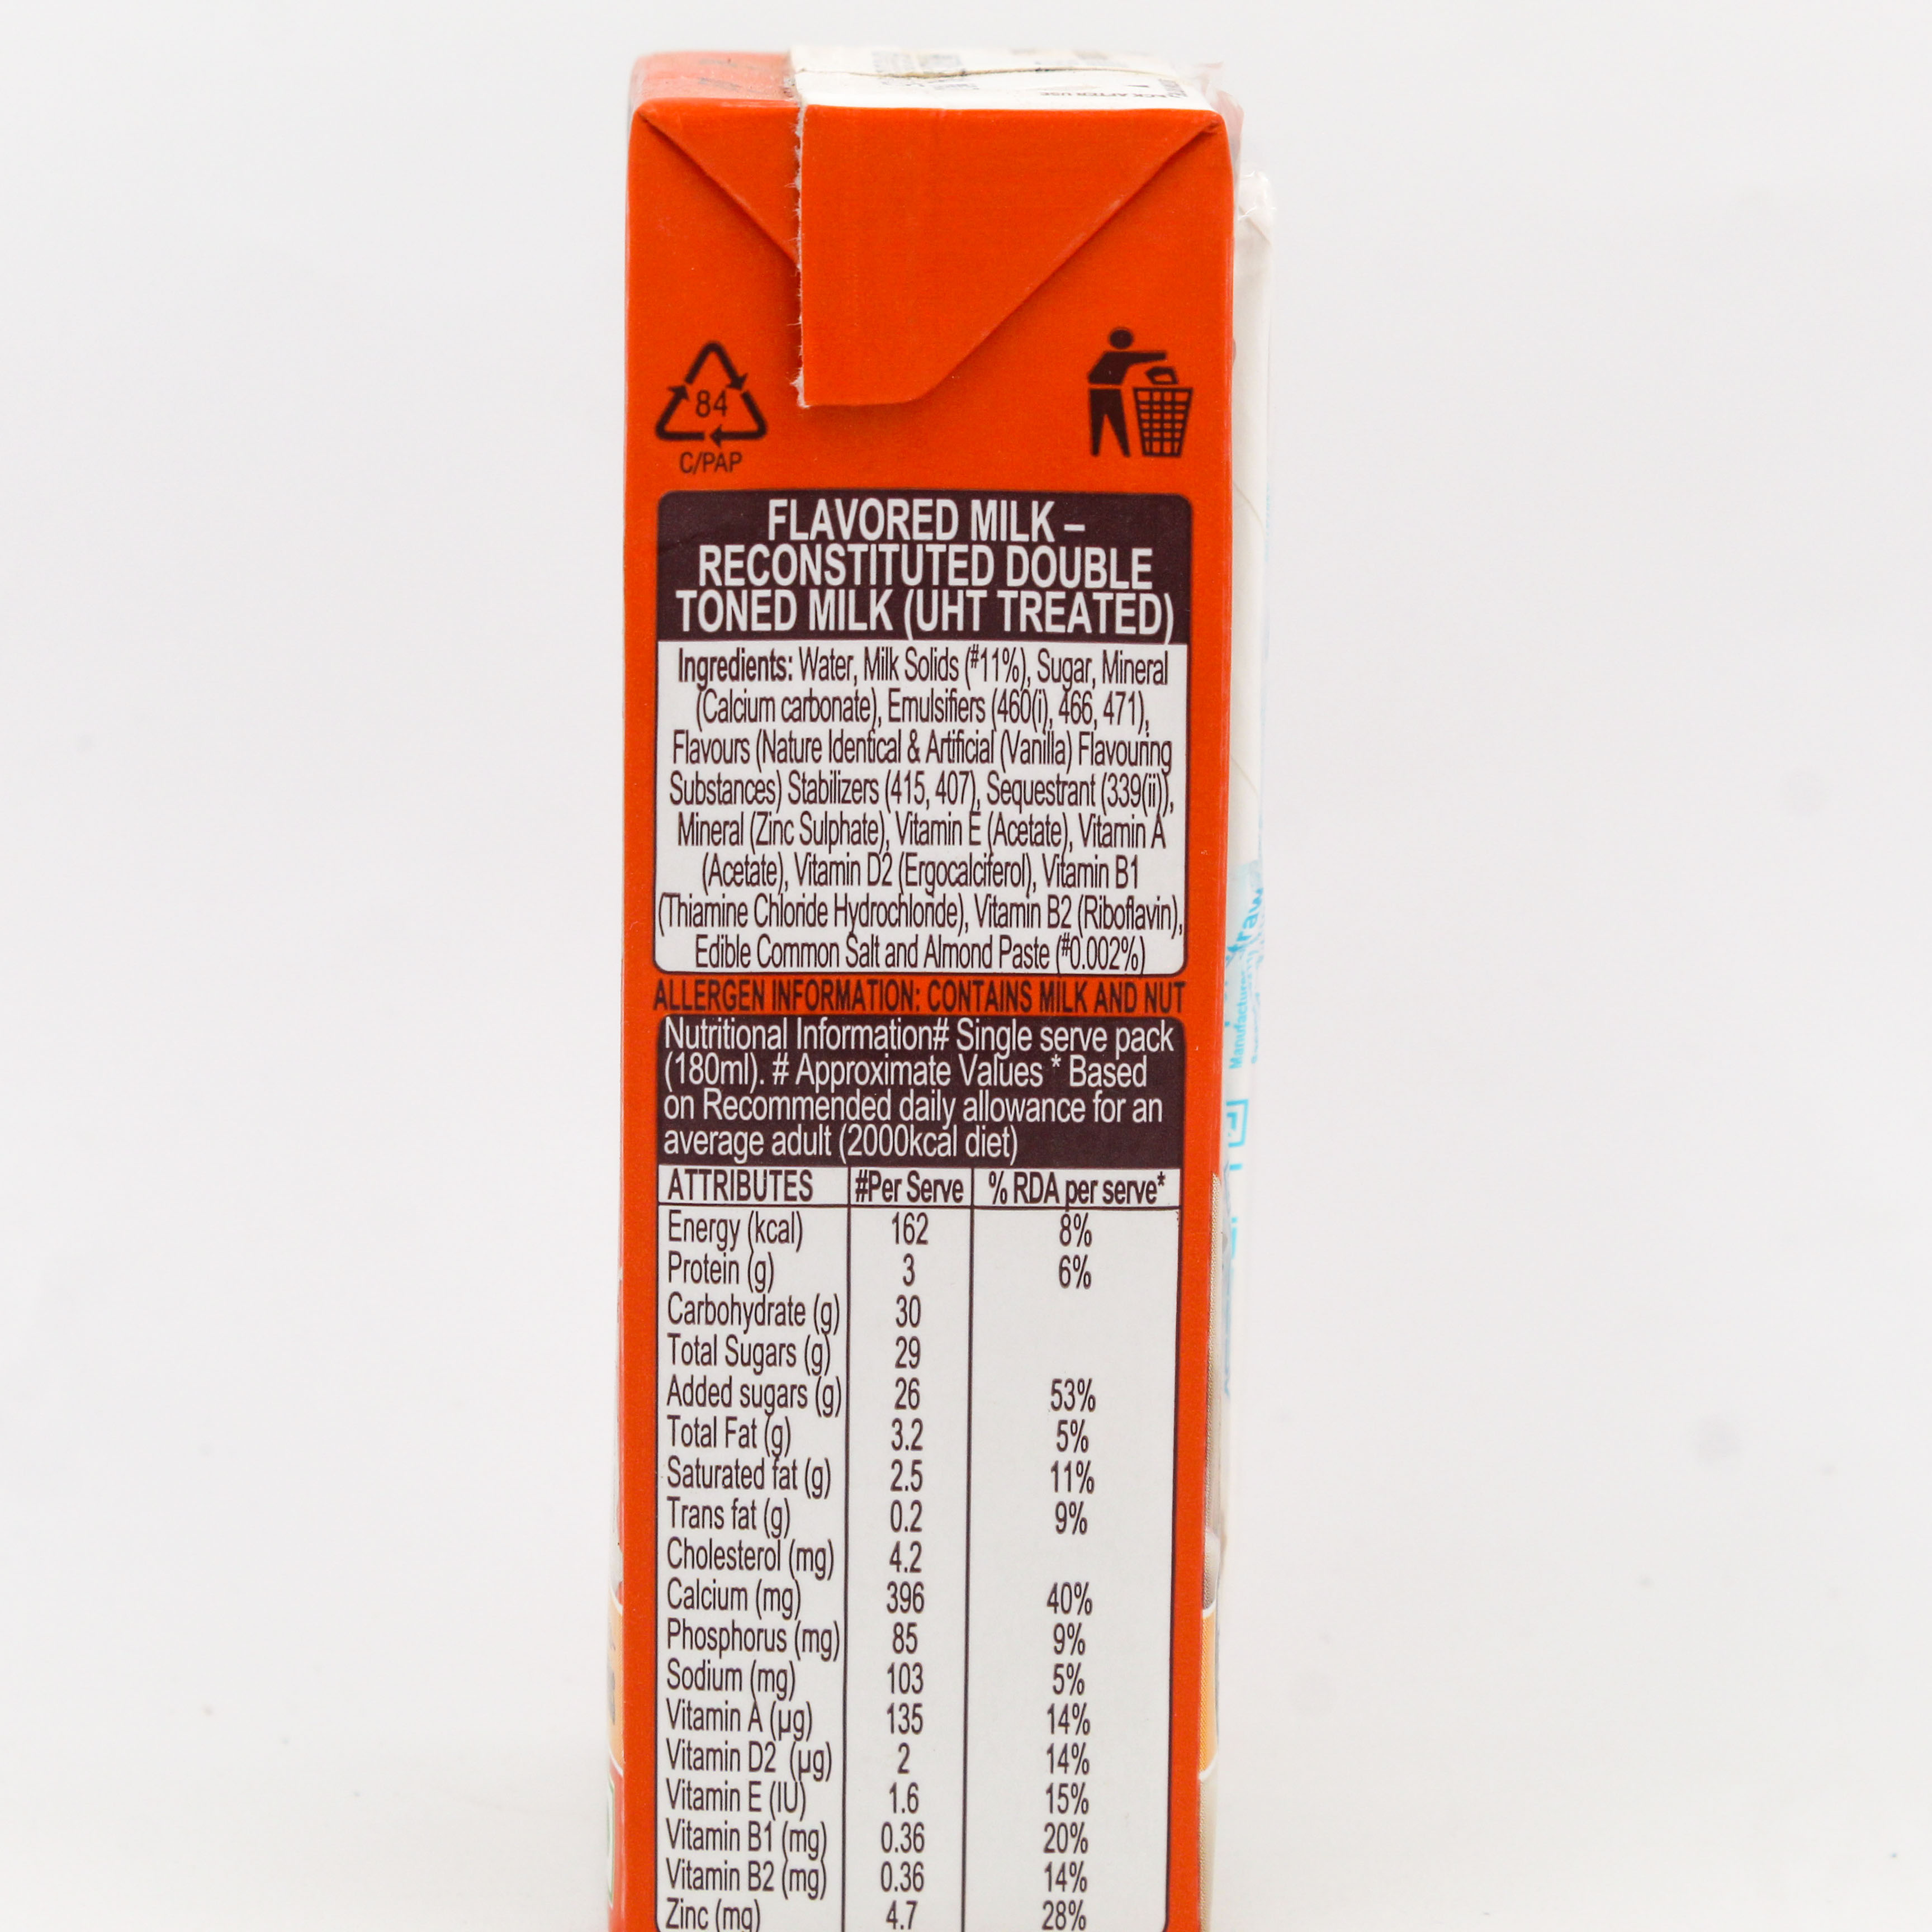 84
C/PAP
FLAVORED MILK –
RECONSTITUTED DOUBLE
TONED MILK (UHT TREATED)
Ingredients: Water, Milk Solids (#11%), Sugar, Mineral
(Calcium carbonate), Emulsifiers (460(i), 466, 471),
Flavours (Nature Identical & Artificial (Vanilla) Flavouring
Substances) Stabilizers (415, 407), Sequestrant (339(ii)),
Mineral (Zinc Sulphate), Vitamin E (Acetate), Vitamin A
(Acetate), Vitamin D2 (Ergocalciferol), Vitamin B1
(Thiamine Chloride Hydrochloride), Vitamin B2 (Riboflavin),
Edible Common Salt and Almond Paste (#0.002%)
ALLERGEN INFORMATION: CONTAINS MILK AND NUT
Nutritional Information# Single serve pack
(180ml). # Approximate Values * Based
on Recommended daily allowance for an
average adult (2000kcal diet)
ATTRIBUTES #Per Serve % RDA per serve*
Energy (kcal) 162 8%
Protein (g) 3 6%
Carbohydrate (g) 30
Total Sugars (g) 29
Added sugars (g) 26 53%
Total Fat (g) 3.2 5%
Saturated fat (g) 2.5 11%
Trans fat (g) 0.2 9%
Cholesterol (mg) 4.2
Calcium (mg) 396 40%
Phosphorus (mg) 85 9%
Sodium (mg) 103 5%
Vitamin A (µg) 135 14%
Vitamin D2 (µg) 2 14%
Vitamin E (IU) 1.6 15%
Vitamin B1 (mg) 0.36 20%
Vitamin B2 (mg) 0.36 14%
Zinc (mg) 4.7 28%